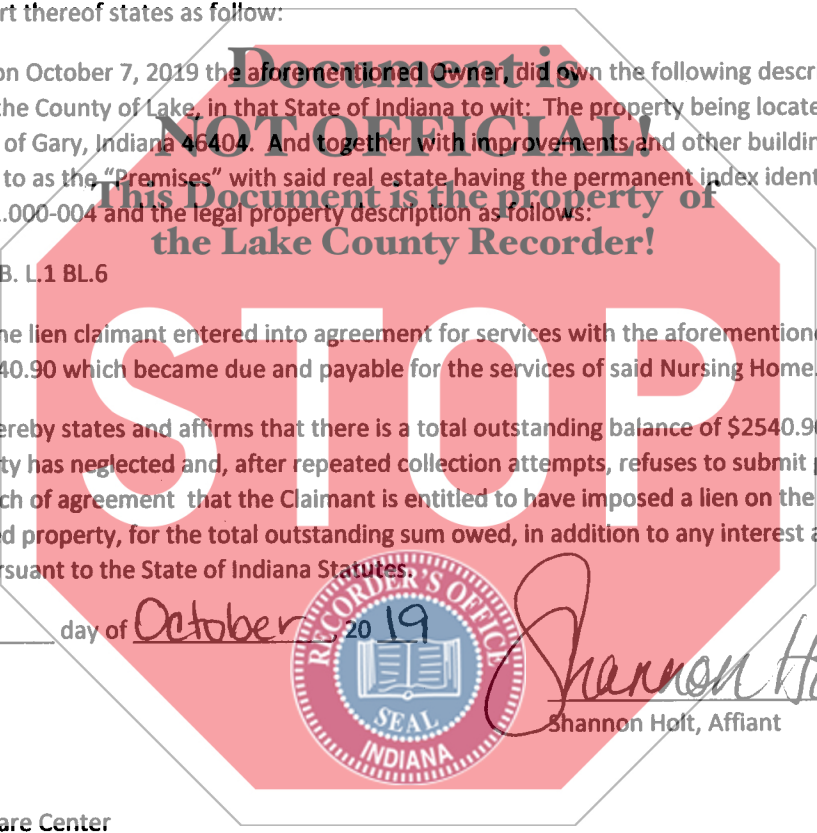 rt thereof states as follow:
Document is
on October 7, 2019 the aforementioned Owner, did own the following descr
the County of Lake, in that State of Indiana to wit: The property being locate
NOT OFFICIAL!
of Gary, Indiana 46404. And together with improvements and other buildin
to as the "Premises" with said real estate having the permanent index ident
This Document is the property of
.000-004 and the legal property description as follows:
the Lake County Recorder!
B. L.1 BL.6
STOP
ne lien claimant entered into agreement for services with the aforementione
40.90 which became due and payable for the services of said Nursing Home.
ereby states and affirms that there is a total outstanding balance of $2540.90
ty has neglected and, after repeated collection attempts, refuses to submit p
ch of agreement that the Claimant is entitled to have imposed a lien on the
d property, for the total outstanding sum owed, in addition to any interest a
rsuant to the State of Indiana Statutes.
day of October, 20 19
RECORDER'S OFFICE
SEAL
INDIANA
Shannon Ho
Shannon Holt, Affiant
are Center